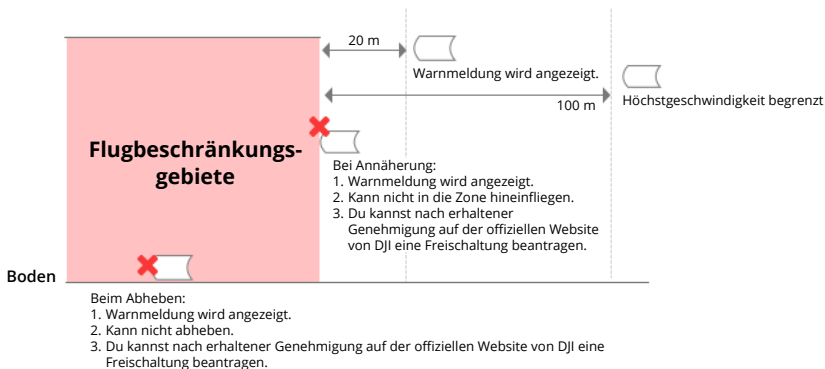 20 m
Warnmeldung wird angezeigt.
100 m
Höchstgeschwindigkeit begrenzt
Flugbeschränkungs-
gebiete
Bei Annäherung:
1. Warnmeldung wird angezeigt.
2. Kann nicht in die Zone hineinfliegen.
3. Du kannst nach erhaltener
Genehmigung auf der offiziellen Website
von DJI eine Freischaltung beantragen.
Boden
Beim Abheben:
1. Warnmeldung wird angezeigt.
2. Kann nicht abheben.
3. Du kannst nach erhaltener Genehmigung auf der offiziellen Website von DJI eine
Freischaltung beantragen.